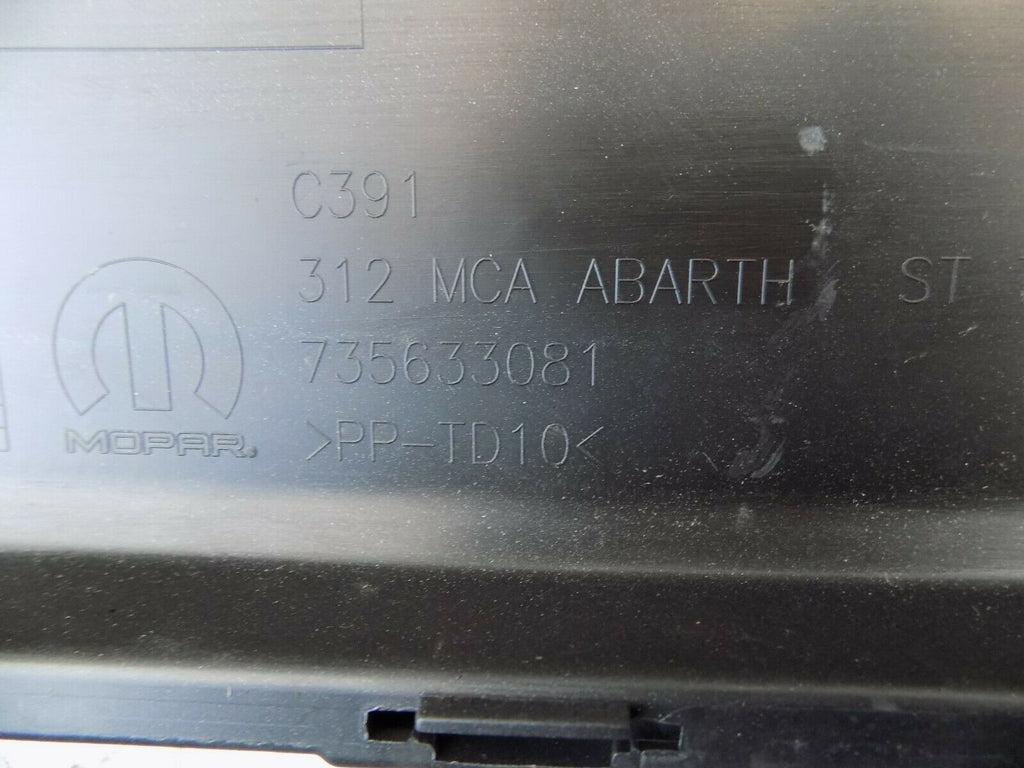 C391
312 MCA ABARTH ST
735633081
>PP-TD10<
MOPAR®